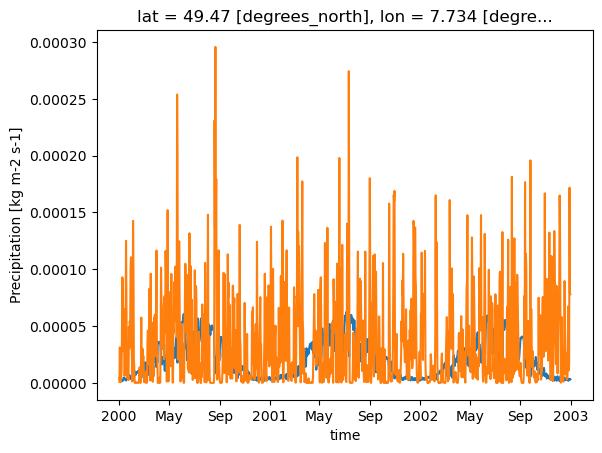 lat = 49.47 [degrees_north], lon = 7.734 [degre...
Precipitation [kg m-2 s-1]
0.00030
0.00025
0.00020
0.00015
0.00010
0.00005
0.00000
2000 May Sep 2001 May Sep 2002 May Sep 2003
time